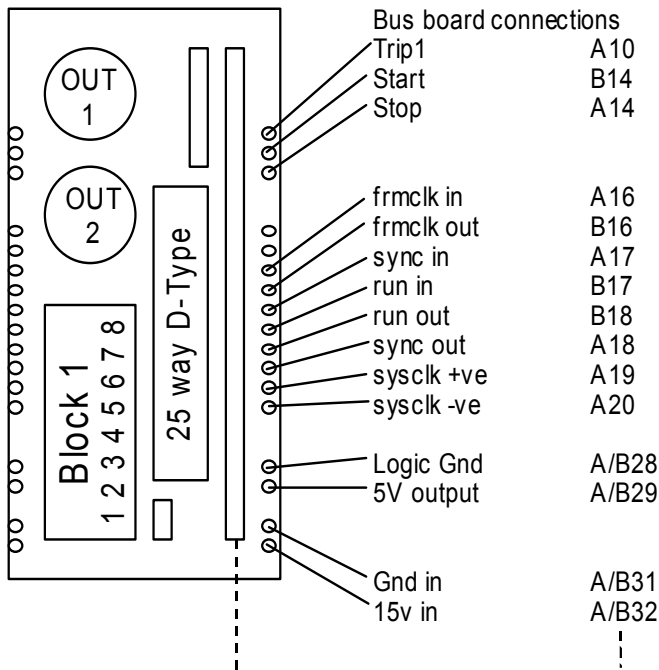 Bus board connections
Trip1 A10
Start B14
Stop A14
frmclk in A16
frmclk out B16
sync in A17
run in B17
run out B18
sync out A18
sysclk +ve A19
sysclk -ve A20
Logic Gnd A/B28
5V output A/B29
Gnd in A/B31
15v in A/B32
OUT
1
OUT
2
25 way D-Type
Block 1
1 2 3 4 5 6 7 8